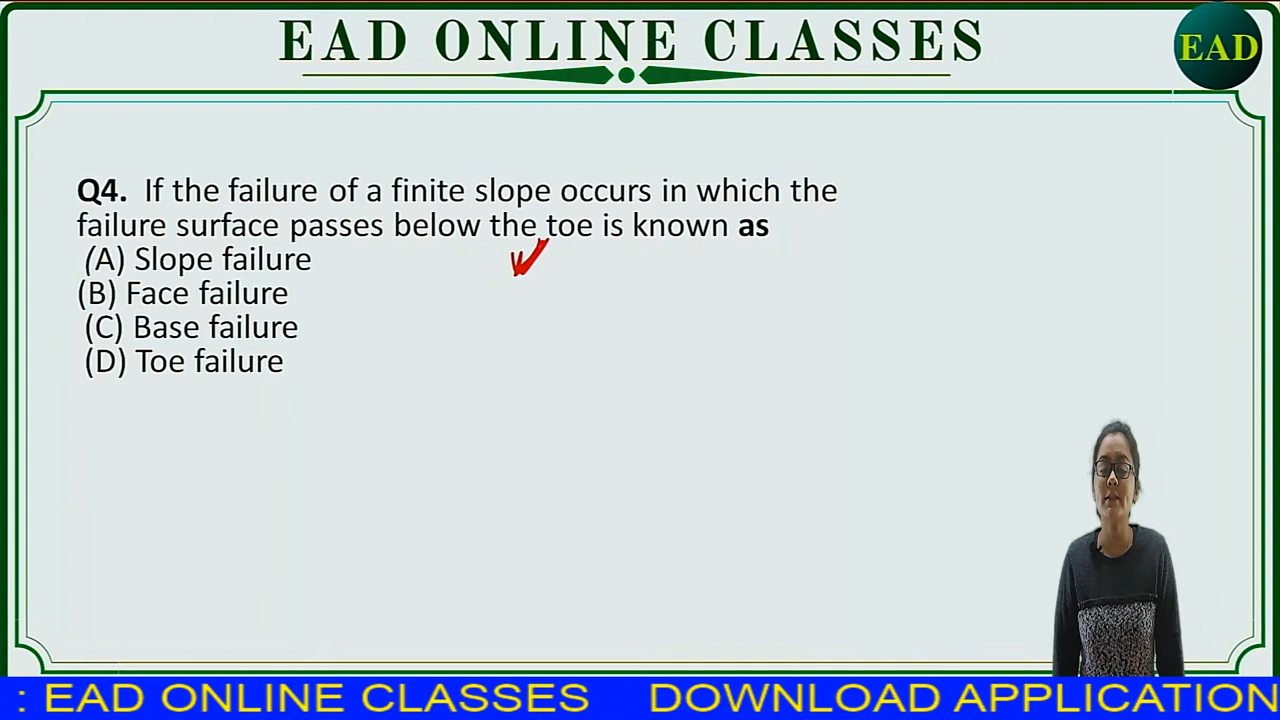 EAD ONLINE CLASSES
EAD
Q4. If the failure of a finite slope occurs in which the
failure surface passes below the toe is known as
(A) Slope failure
(B) Face failure
(C) Base failure
(D) Toe failure
: EAD ONLINE CLASSES DOWNLOAD APPLICATION